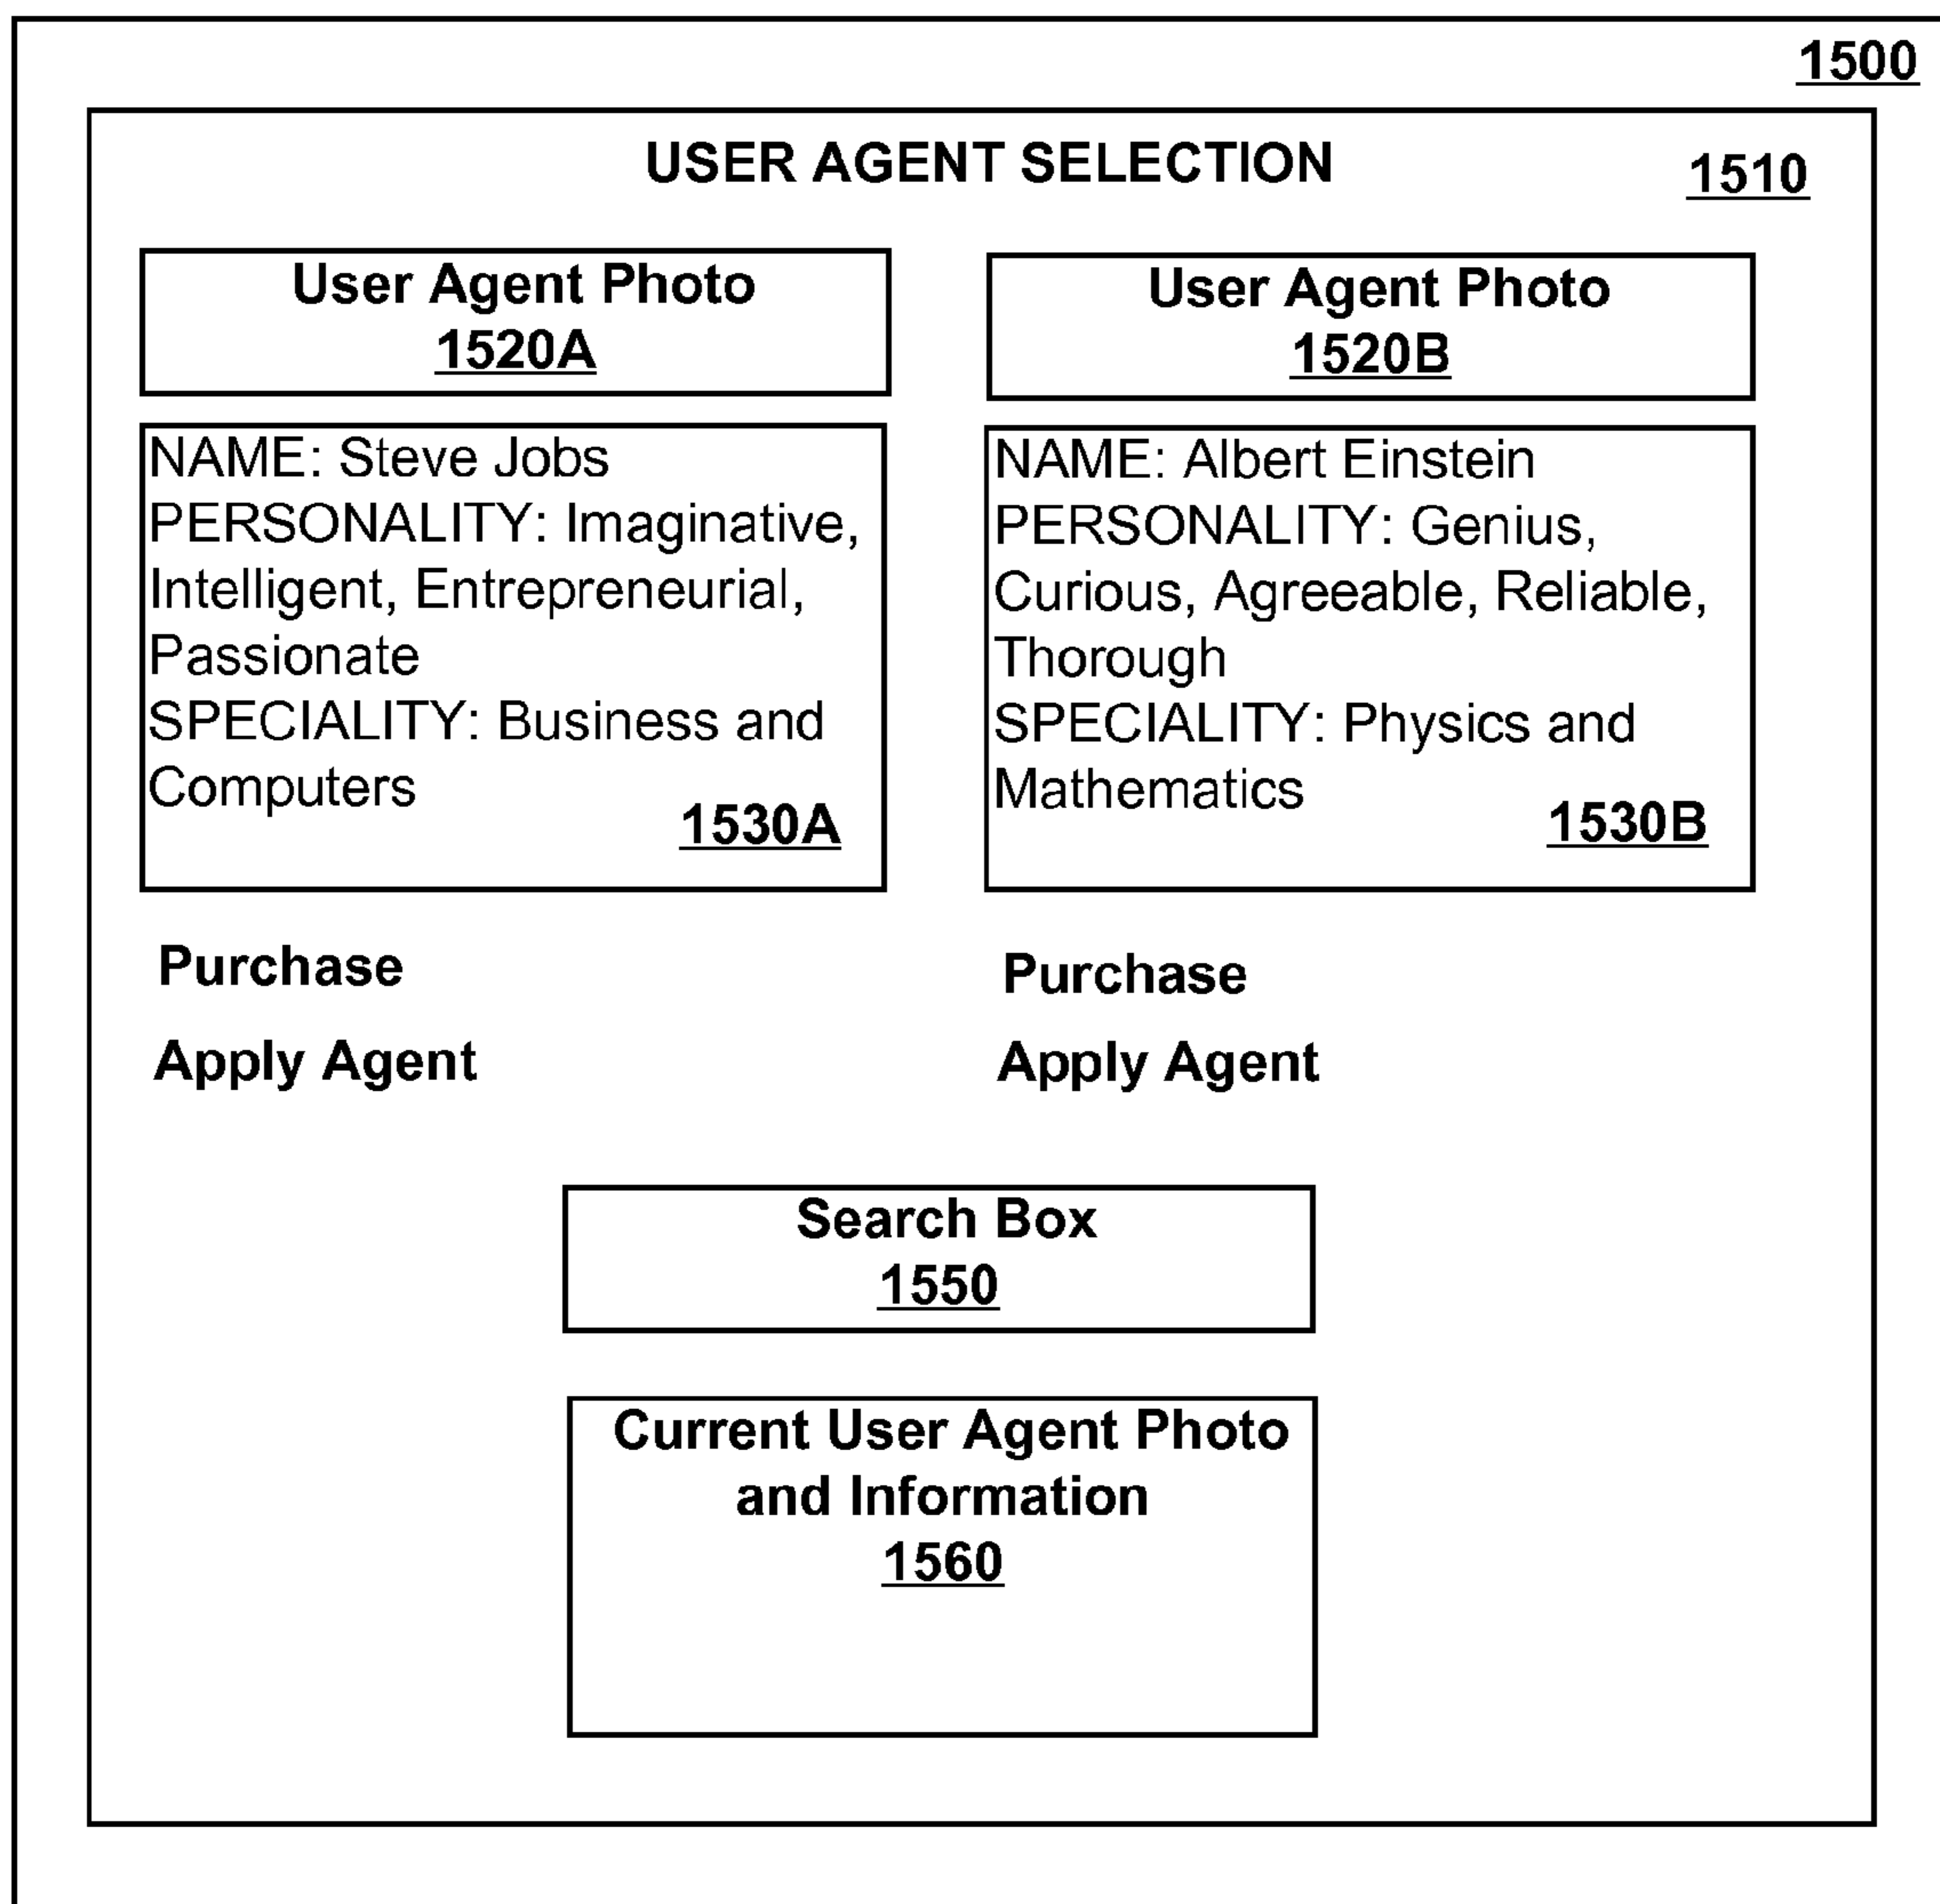 1500
USER AGENT SELECTION
1510
User Agent Photo
1520A
NAME: Steve Jobs
PERSONALITY: Imaginative,
Intelligent, Entrepreneurial,
Passionate
SPECIALITY: Business and
Computers
1530A
Purchase
Apply Agent
User Agent Photo
1520B
NAME: Albert Einstein
PERSONALITY: Genius,
Curious, Agreeable, Reliable,
Thorough
SPECIALITY: Physics and
Mathematics
1530B
Purchase
Apply Agent
Search Box
1550
Current User Agent Photo
and Information
1560